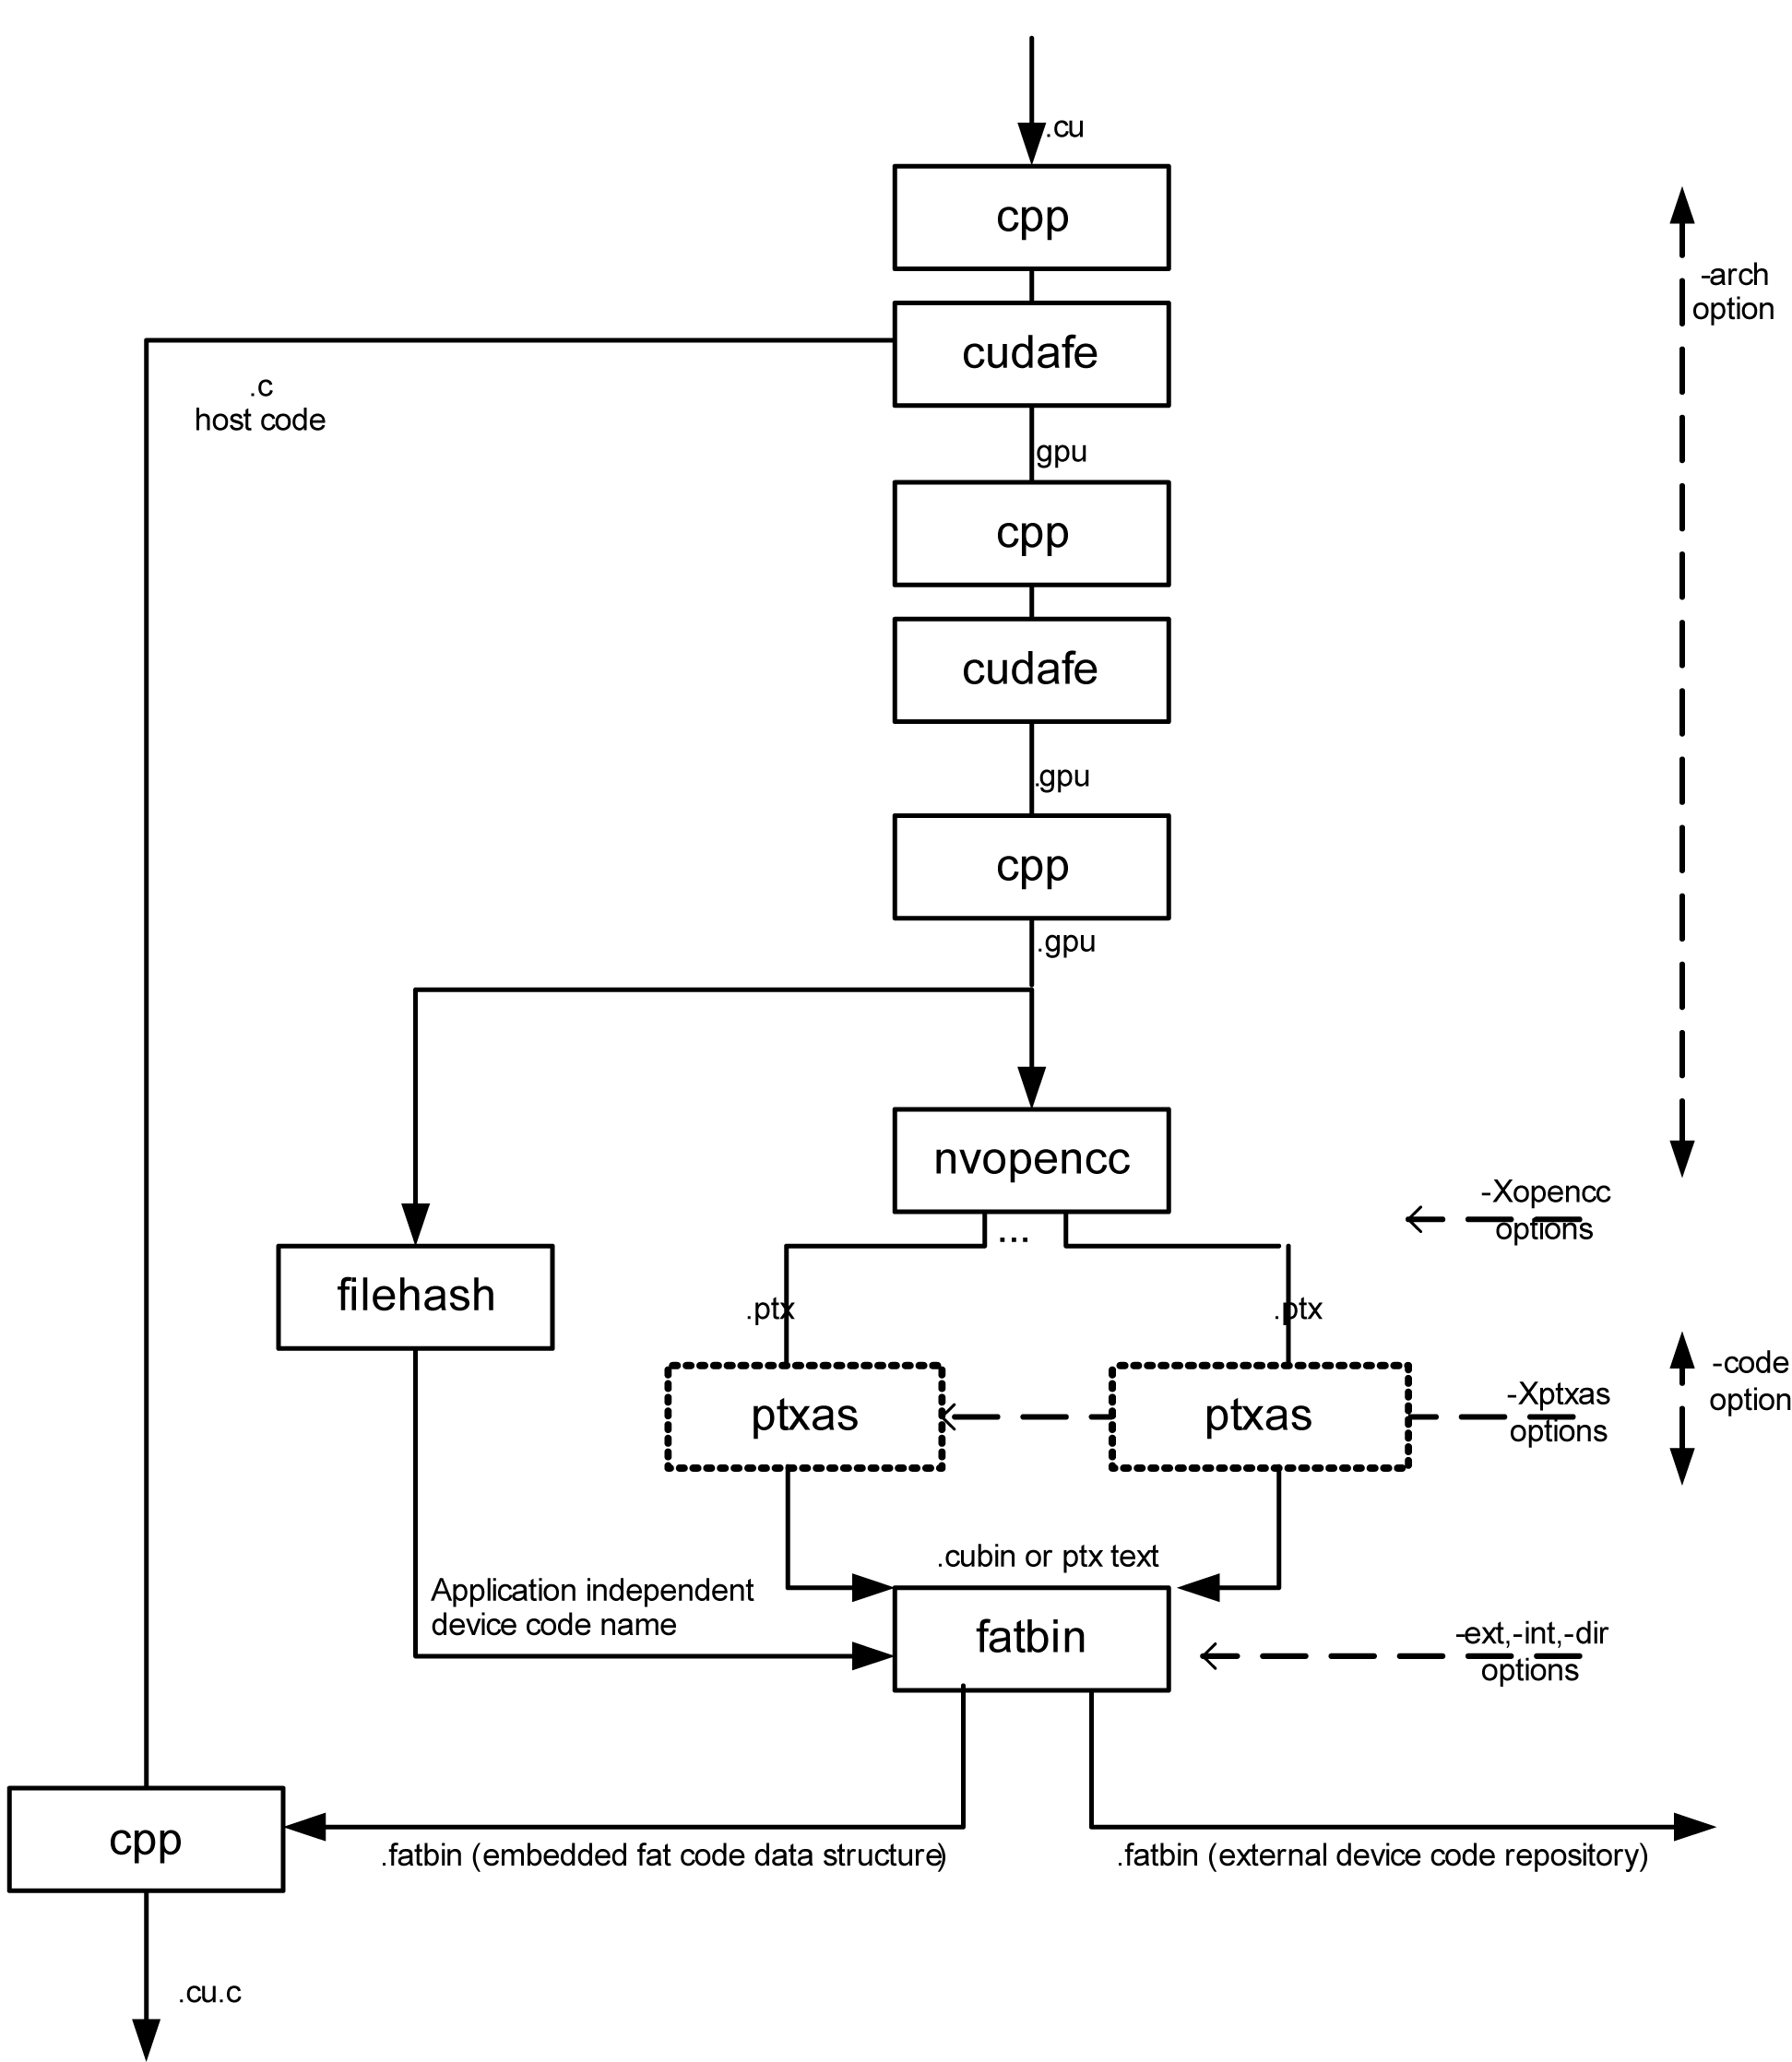 .cu
cpp
-arch
option
cudafe
.c
host code
gpu
cpp
cudafe
.gpu
cpp
.gpu
nvopencc
-Xopencc
options
...
filehash
.ptx
.ptx
-code
option
ptxas
ptxas
-Xptxas
options
.cubin or ptx text
Application independent
device code name
fatbin
-ext,-int,-dir
options
cpp
.fatbin (embedded fat code data structure)
.fatbin (external device code repository)
.cu.c